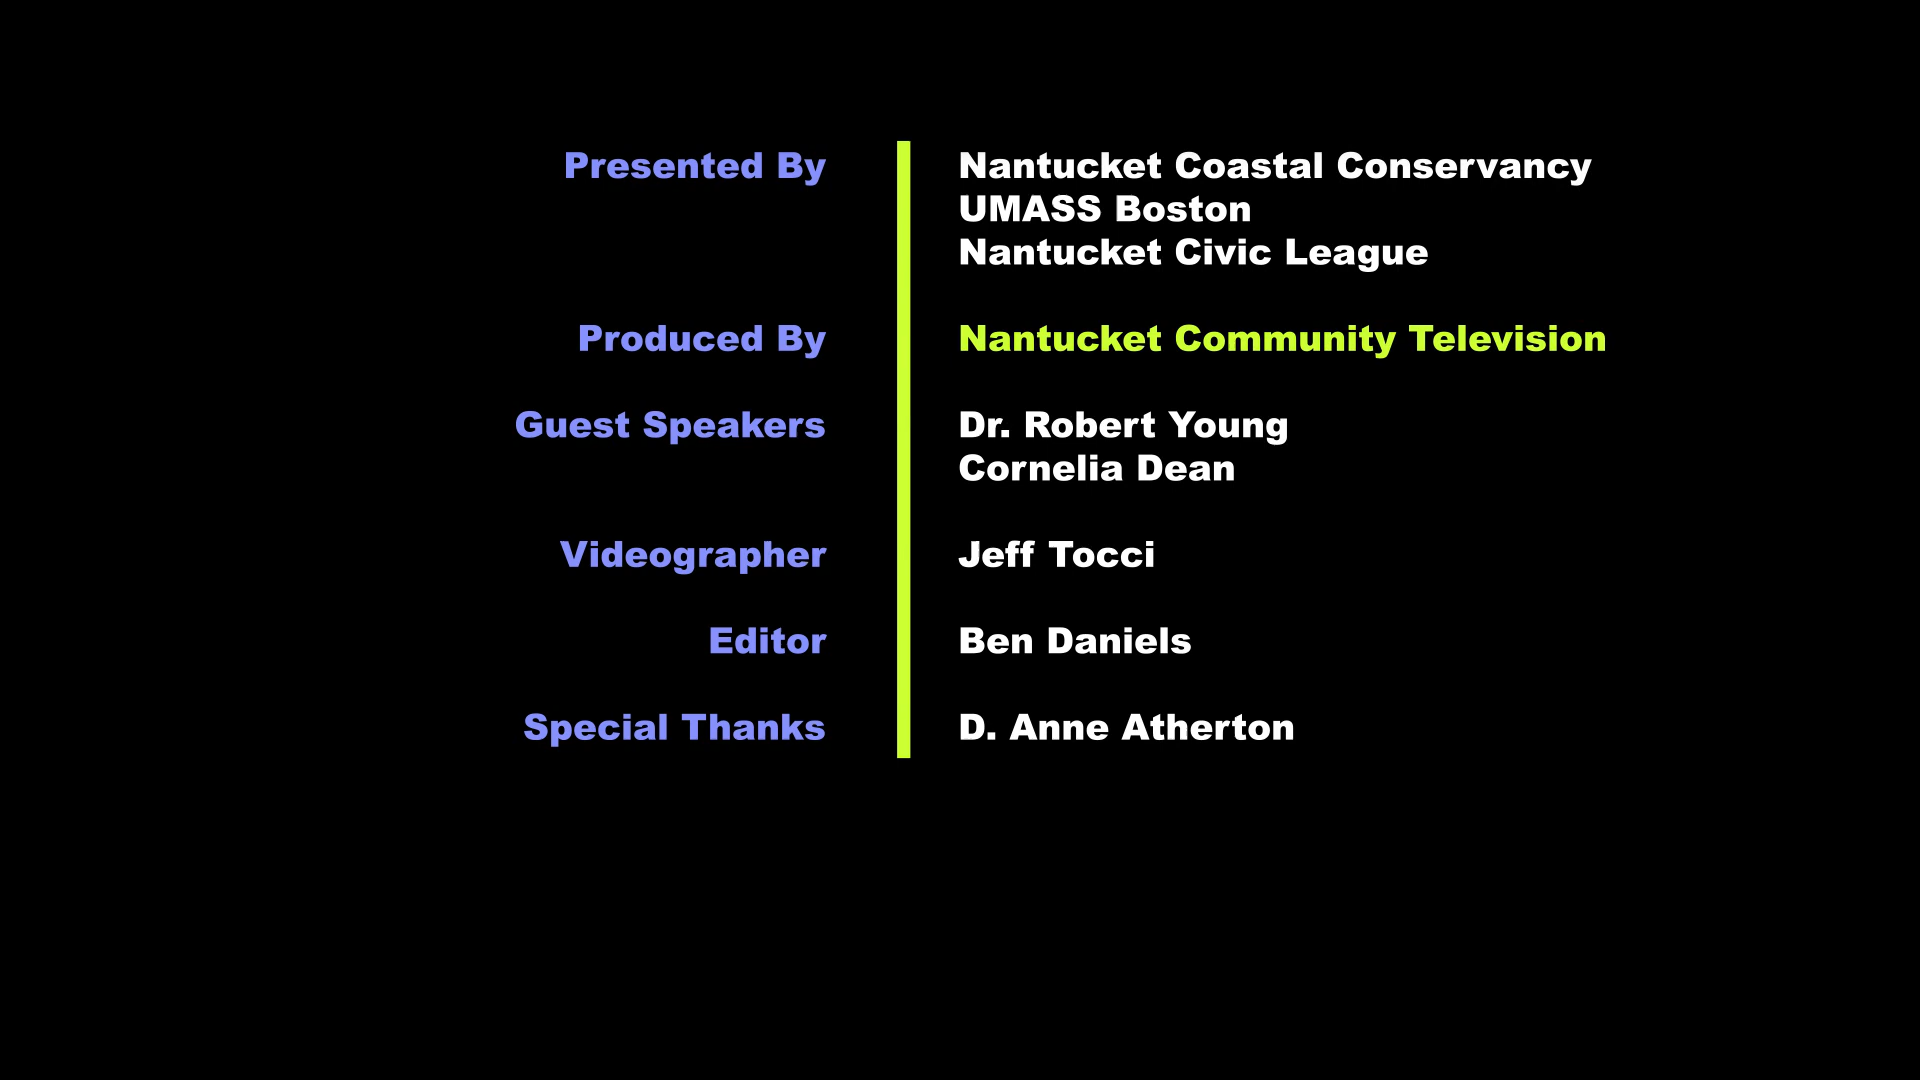 Presented By Nantucket Coastal Conservancy
UMASS Boston
Nantucket Civic League
Produced By Nantucket Community Television
Guest Speakers Dr. Robert Young
Cornelia Dean
Videographer Jeff Tocci
Editor Ben Daniels
Special Thanks D. Anne Atherton